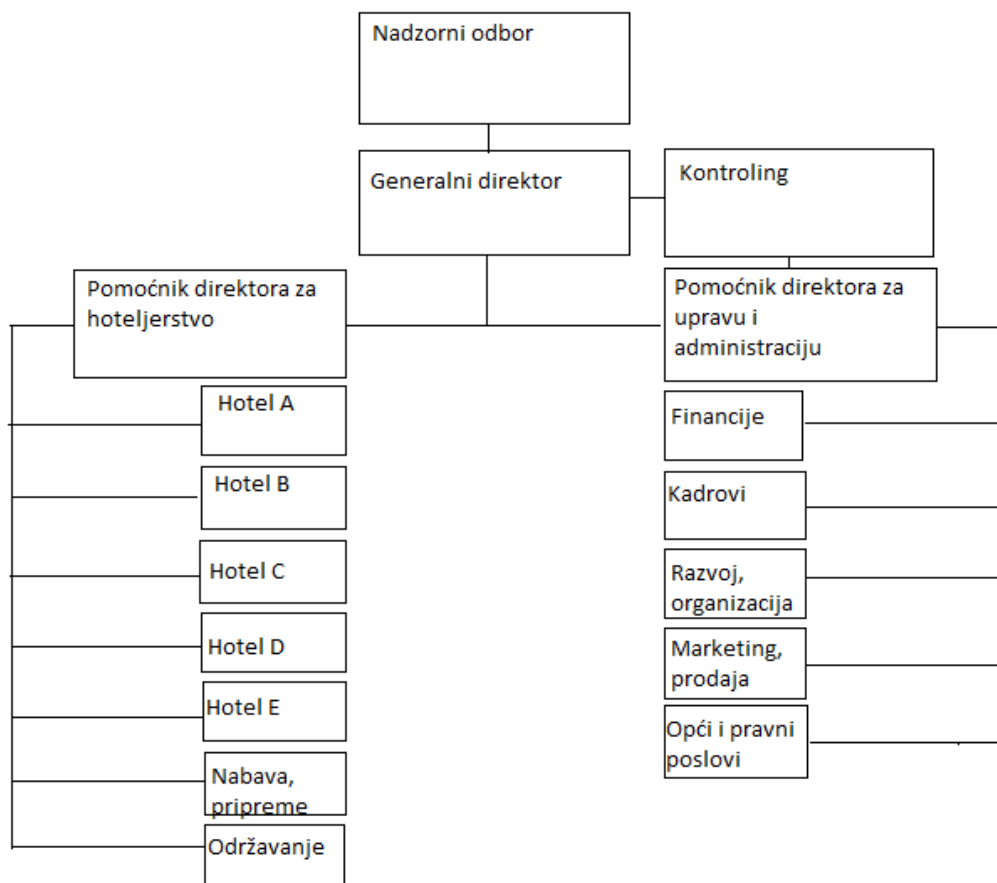 Nadzorni odbor
Generalni direktor
Kontroling
Pomoćnik direktora za
hoteljerstvo
Pomoćnik direktora za
upravu i
administraciju
Hotel A
Hotel B
Hotel C
Hotel D
Hotel E
Nabava,
pripreme
Održavanje
Financije
Kadrovi
Razvoj,
organizacija
Marketing,
prodaja
Opći i pravni
poslovi